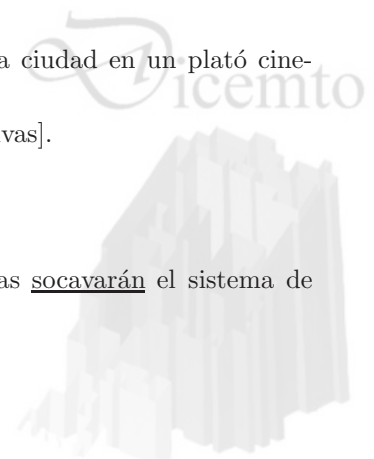 a ciudad en un plató cine-
icemto
vas].
as socavarán el sistema de